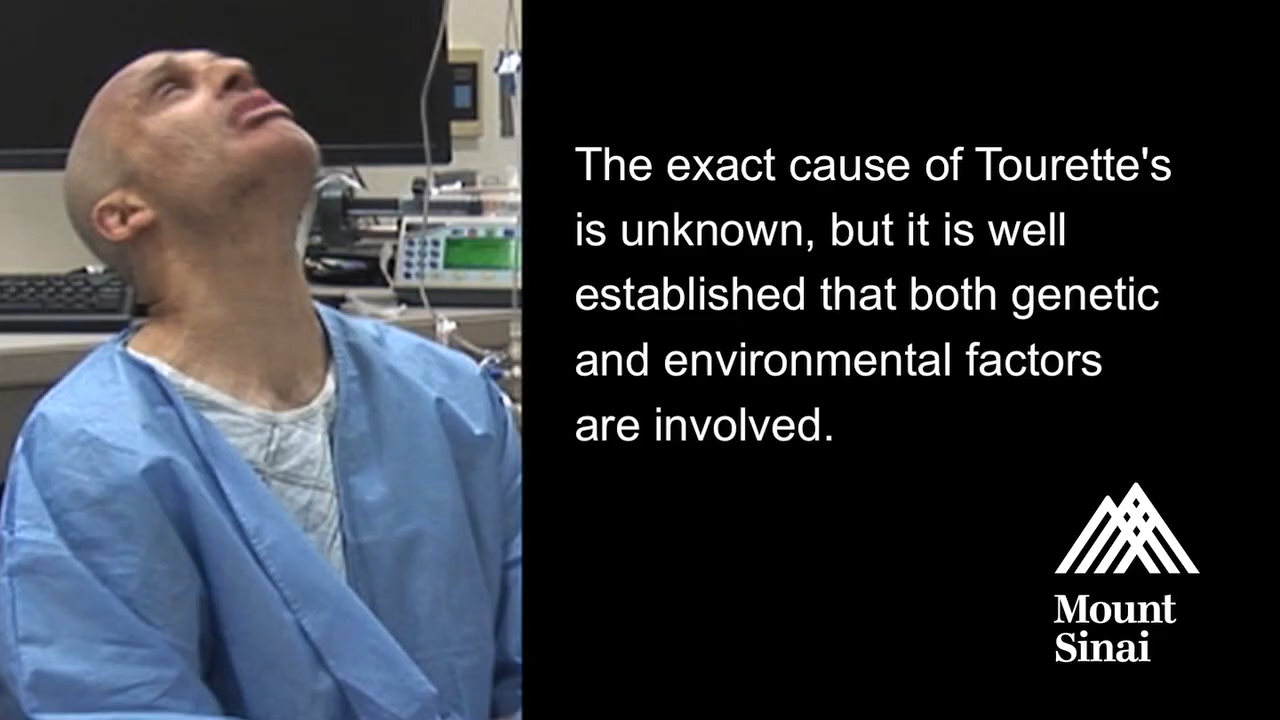 The exact cause of Tourette's
is unknown, but it is well
established that both genetic
and environmental factors
are involved.
Mount
Sinai